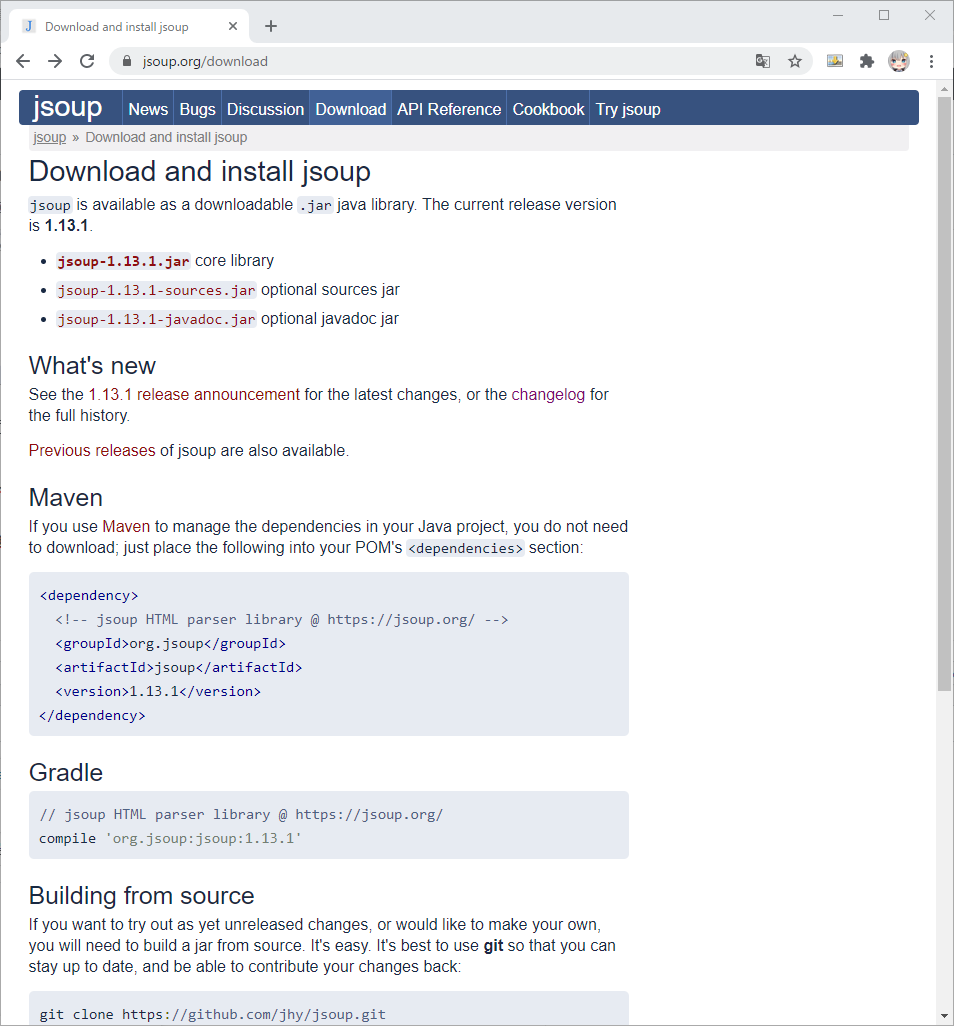 Download and install jsoup
jsoup.org/download
jsoup News Bugs Discussion Download API Reference Cookbook Try jsoup
jsoup » Download and install jsoup
Download and install jsoup
jsoup is available as a downloadable .jar java library. The current release version
is 1.13.1.
• jsoup-1.13.1.jar core library
• jsoup-1.13.1-sources.jar optional sources jar
• jsoup-1.13.1-javadoc.jar optional javadoc jar
What's new
See the 1.13.1 release announcement for the latest changes, or the changelog for
the full history.
Previous releases of jsoup are also available.
Maven
If you use Maven to manage the dependencies in your Java project, you do not need
to download; just place the following into your POM's <dependencies> section:
<dependency>
  <!-- jsoup HTML parser library @ https://jsoup.org/ -->
  <groupId>org.jsoup</groupId>
  <artifactId>jsoup</artifactId>
  <version>1.13.1</version>
</dependency>
Gradle
// jsoup HTML parser library @ https://jsoup.org/
compile 'org.jsoup:jsoup:1.13.1'
Building from source
If you want to try out as yet unreleased changes, or would like to make your own,
you will need to build a jar from source. It's easy. It's best to use git so that you can
stay up to date, and be able to contribute your changes back:
git clone https://github.com/jhy/jsoup.git